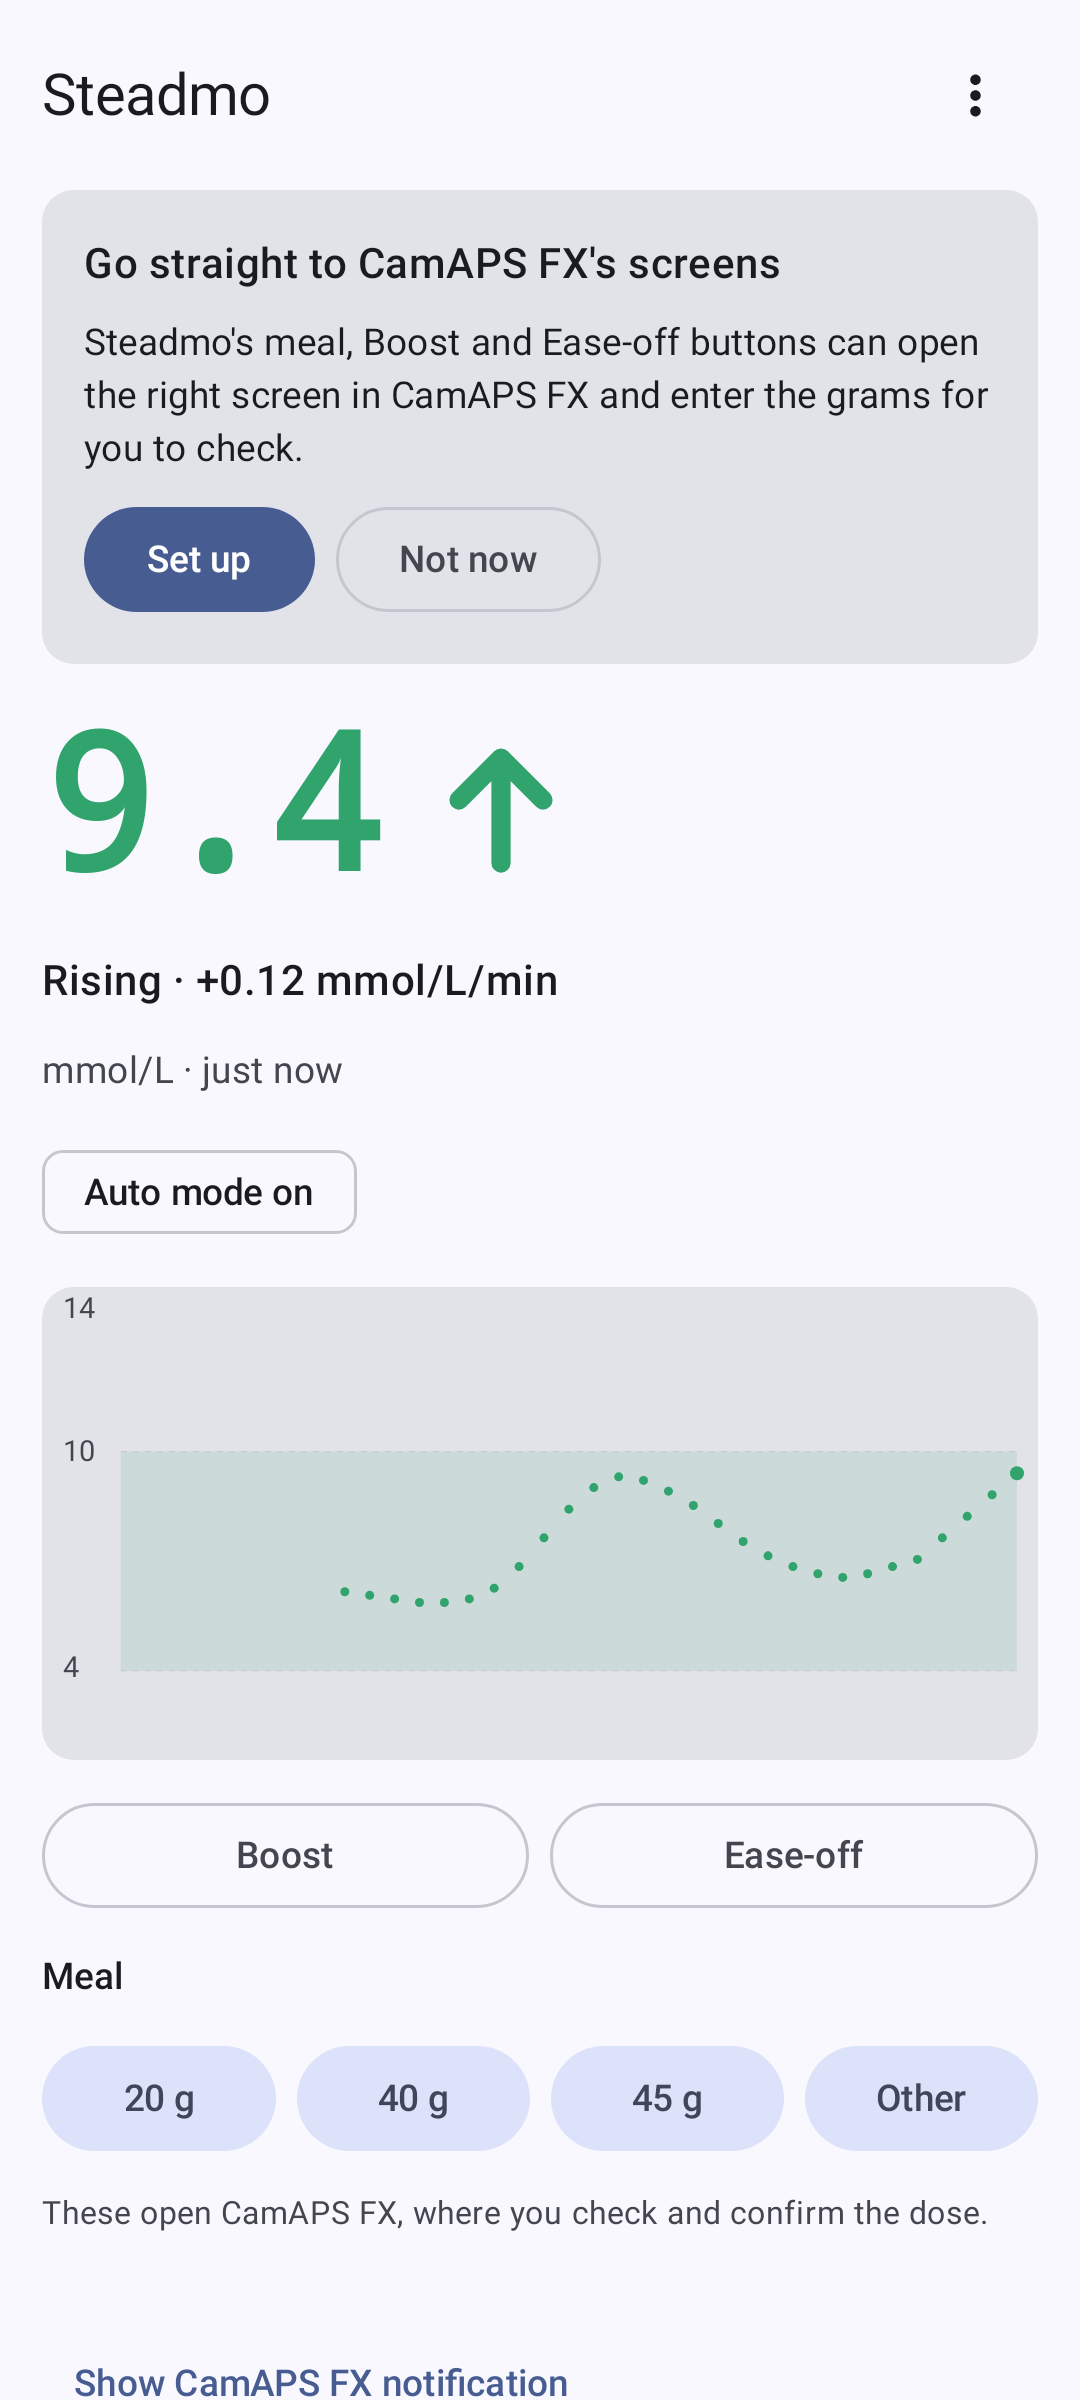 Steadmo
Go straight to CamAPS FX's screens
Steadmo's meal, Boost and Ease-off buttons can open
the right screen in CamAPS FX and enter the grams for
you to check.
Set up
Not now
9.4
Rising · +0.12 mmol/L/min
mmol/L · just now
Auto mode on
14
10
4
Boost
Ease-off
Meal
20 g
40 g
45 g
Other
These open CamAPS FX, where you check and confirm the dose.
Show CamAPS FX notification